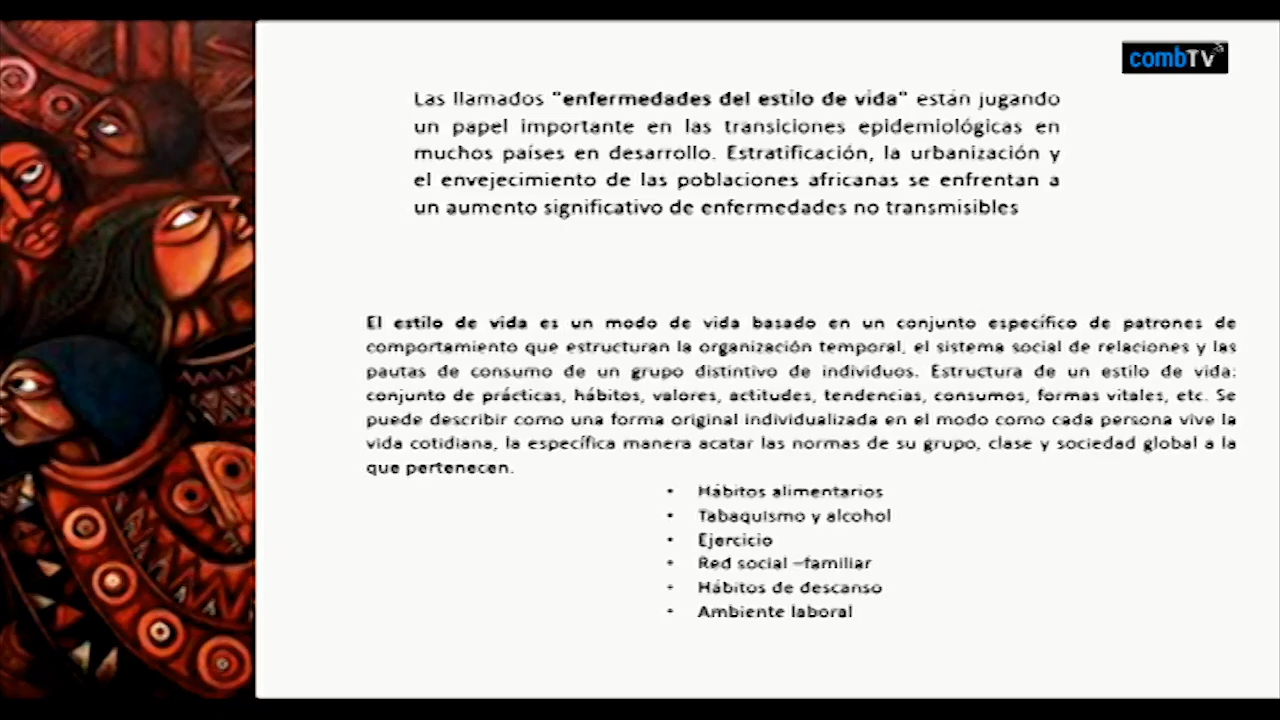 combTV
Las llamados "enfermedades del estilo de vida" están jugando
un papel importante en las transiciones epidemiológicas en
muchos países en desarrollo. Estratificación, la urbanización y
el envejecimiento de las poblaciones africanas se enfrentan a
un aumento significativo de enfermedades no transmisibles
El estilo de vida es un modo de vida basado en un conjunto específico de patrones de
comportamiento que estructuran la organización temporal, el sistema social de relaciones y las
pautas de consumo de un grupo distintivo de individuos. Estructura de un estilo de vida:
conjunto de prácticas, hábitos, valores, actitudes, tendencias, consumos, formas vitales, etc. Se
puede describir como una forma original individualizada en el modo como cada persona vive la
vida cotidiana, la específica manera acatar las normas de su grupo, clase y sociedad global a la
que pertenecen.
• Hábitos alimentarios
• Tabaquismo y alcohol
• Ejercicio
• Red social –familiar
• Hábitos de descanso
• Ambiente laboral